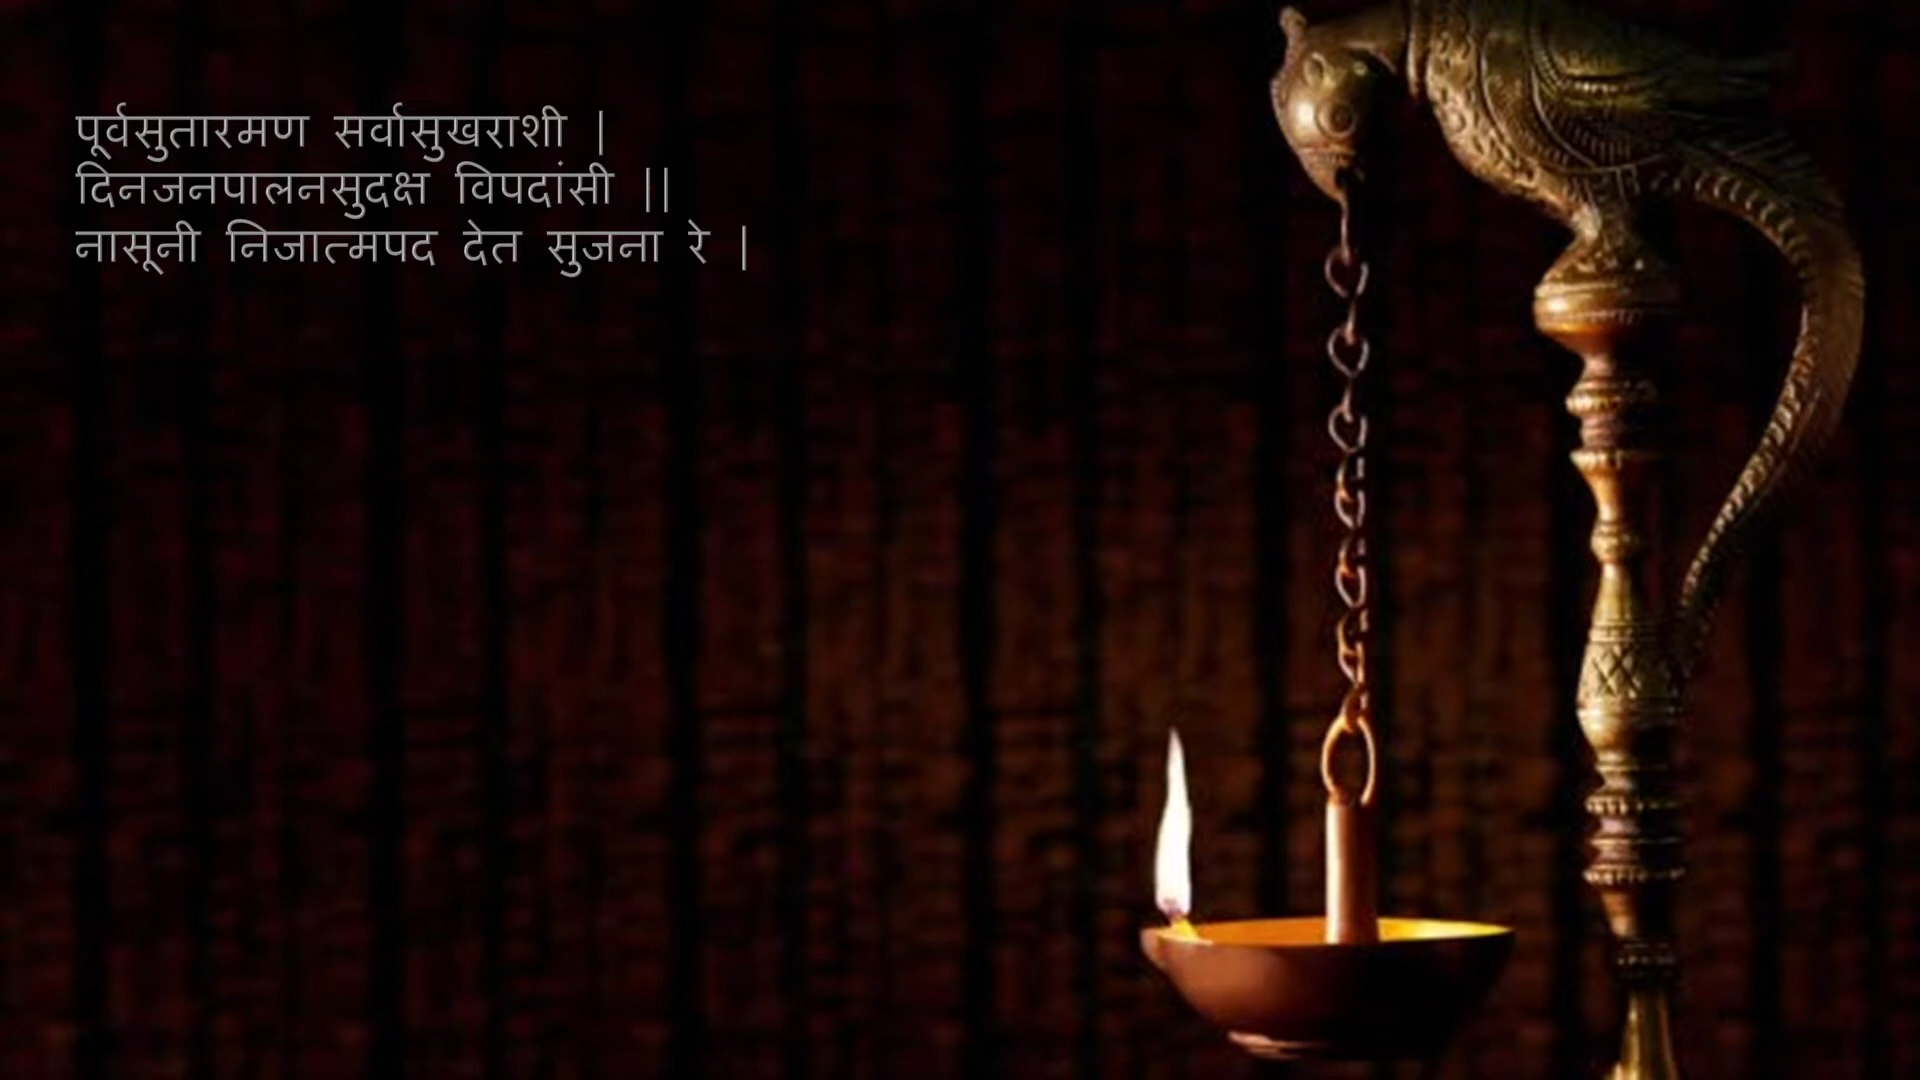 पूर्वसुतारमण सर्वासुखराशी |
दिनजनपालनसुदक्ष विपदांसी ||
नासूनी निजात्मपद देत सुजना रे |